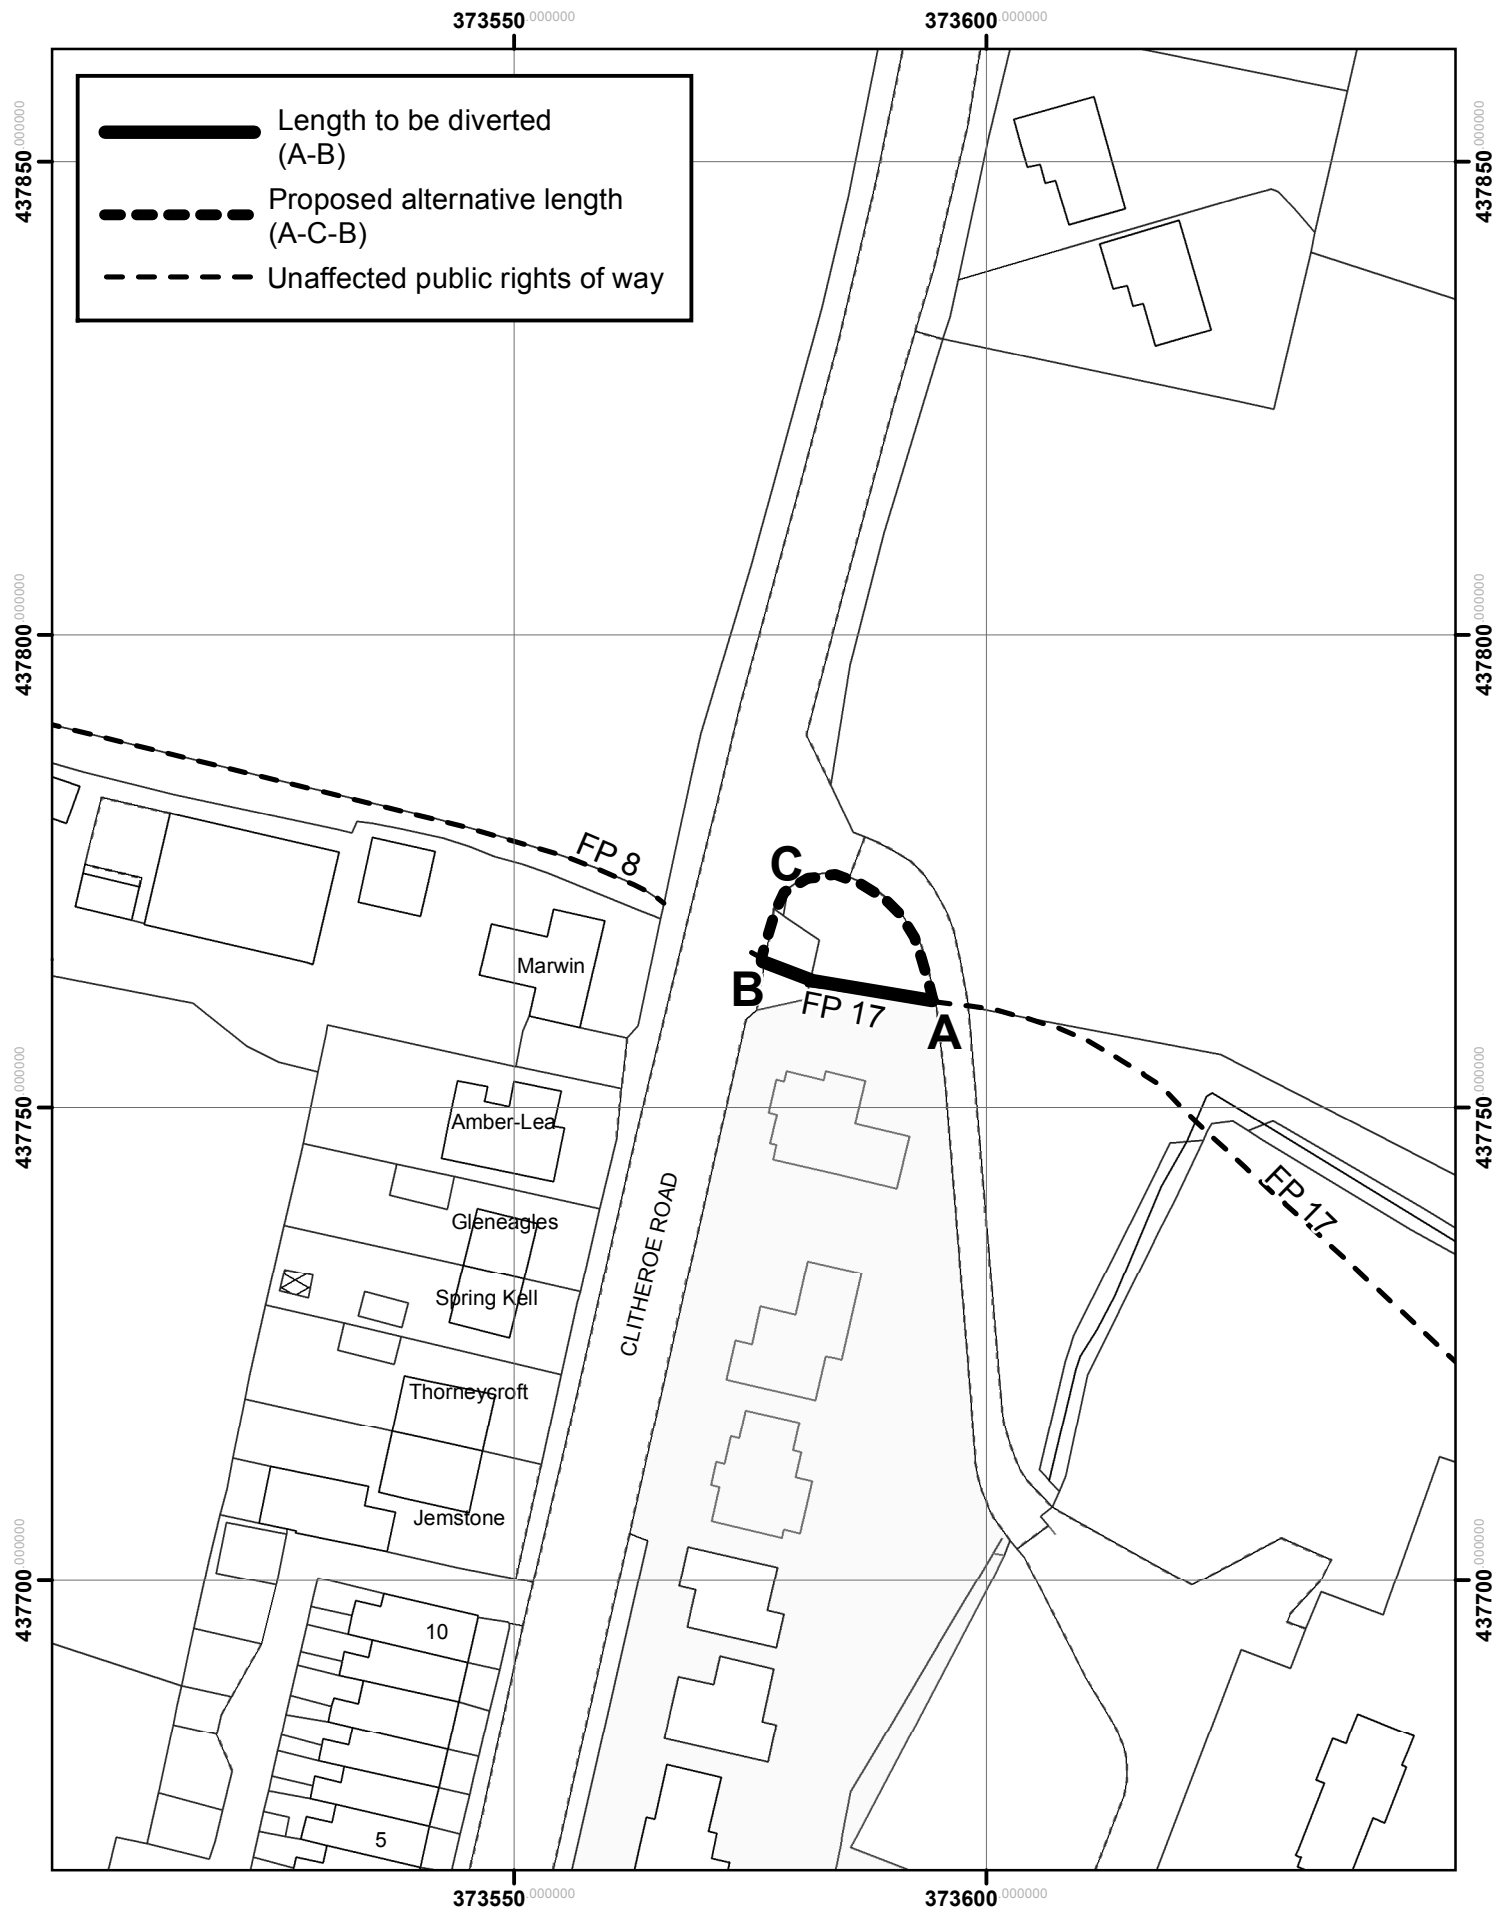 373550.000000
373600.000000
437850.000000
437850.000000
Length to be diverted
(A-B)
Proposed alternative length
(A-C-B)
Unaffected public rights of way
437800.000000
437800.000000
FP 8
C
Marwin
B
FP 17
A
437750.000000
437750.000000
Amber-Lea
FP 17
Gleneagles
CLITHEROE ROAD
Spring Kell
Thorneycroft
Jemstone
437700.000000
437700.000000
10
5
373550.000000
373600.000000